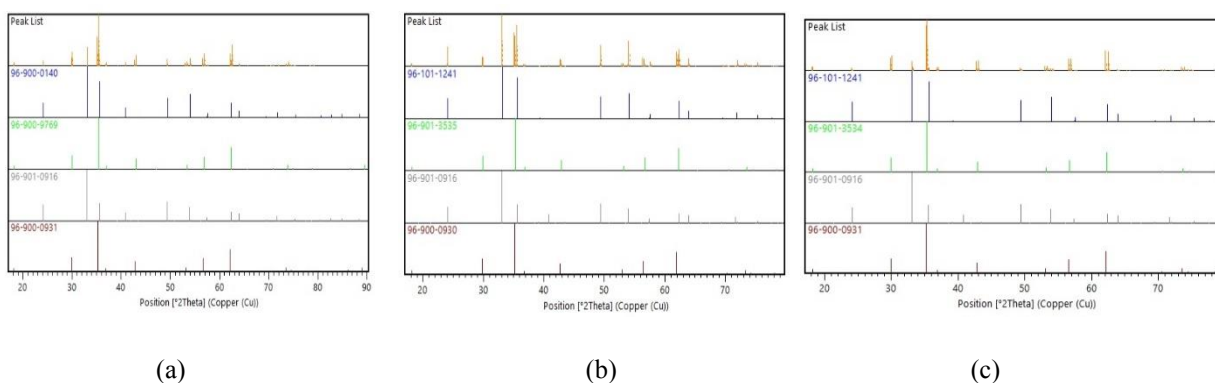 Peak List
96-900-0140
96-900-9769
96-901-0916
96-900-0931
20 30 40 50 60 70 80 90
Position [°2Theta] (Copper (Cu))
(a)
Peak List
96-101-1241
96-901-3535
96-901-0916
96-900-0930
20 30 40 50 60 70
Position [°2Theta] (Copper (Cu))
(b)
Peak List
96-101-1241
96-901-3534
96-901-0916
96-900-0931
20 30 40 50 60 70
Position [°2Theta] (Copper (Cu))
(c)